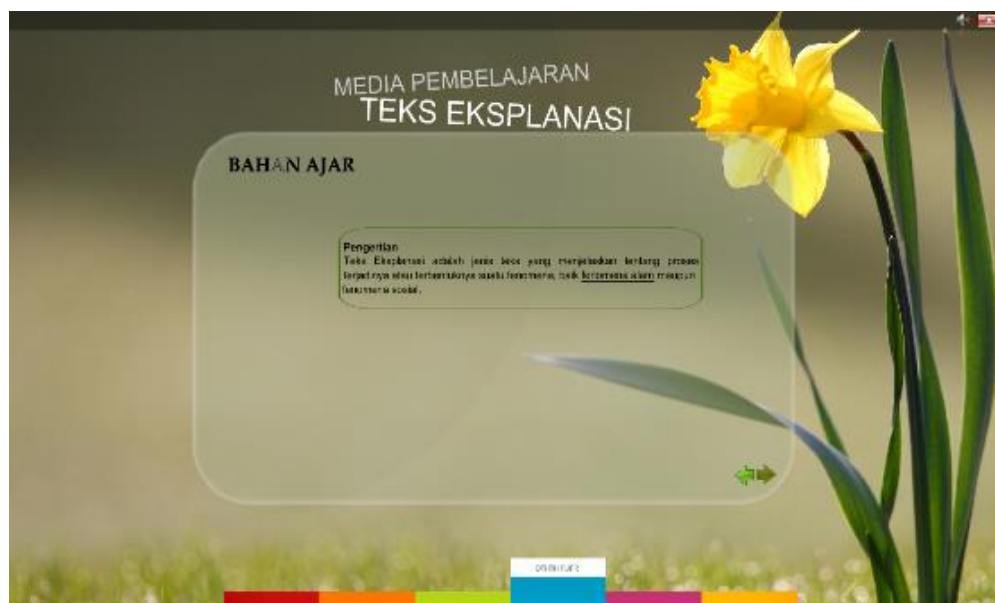 MEDIA PEMBELAJARAN
TEKS EKSPLANASI
BAHAN AJAR
Pengertian
Teks Eksplanasi adalah jenis teks yang menjelaskan tentang proses
terjadinya atau terbentuknya suatu fenomena, baik fenomena alam maupun
fenomena sosial.